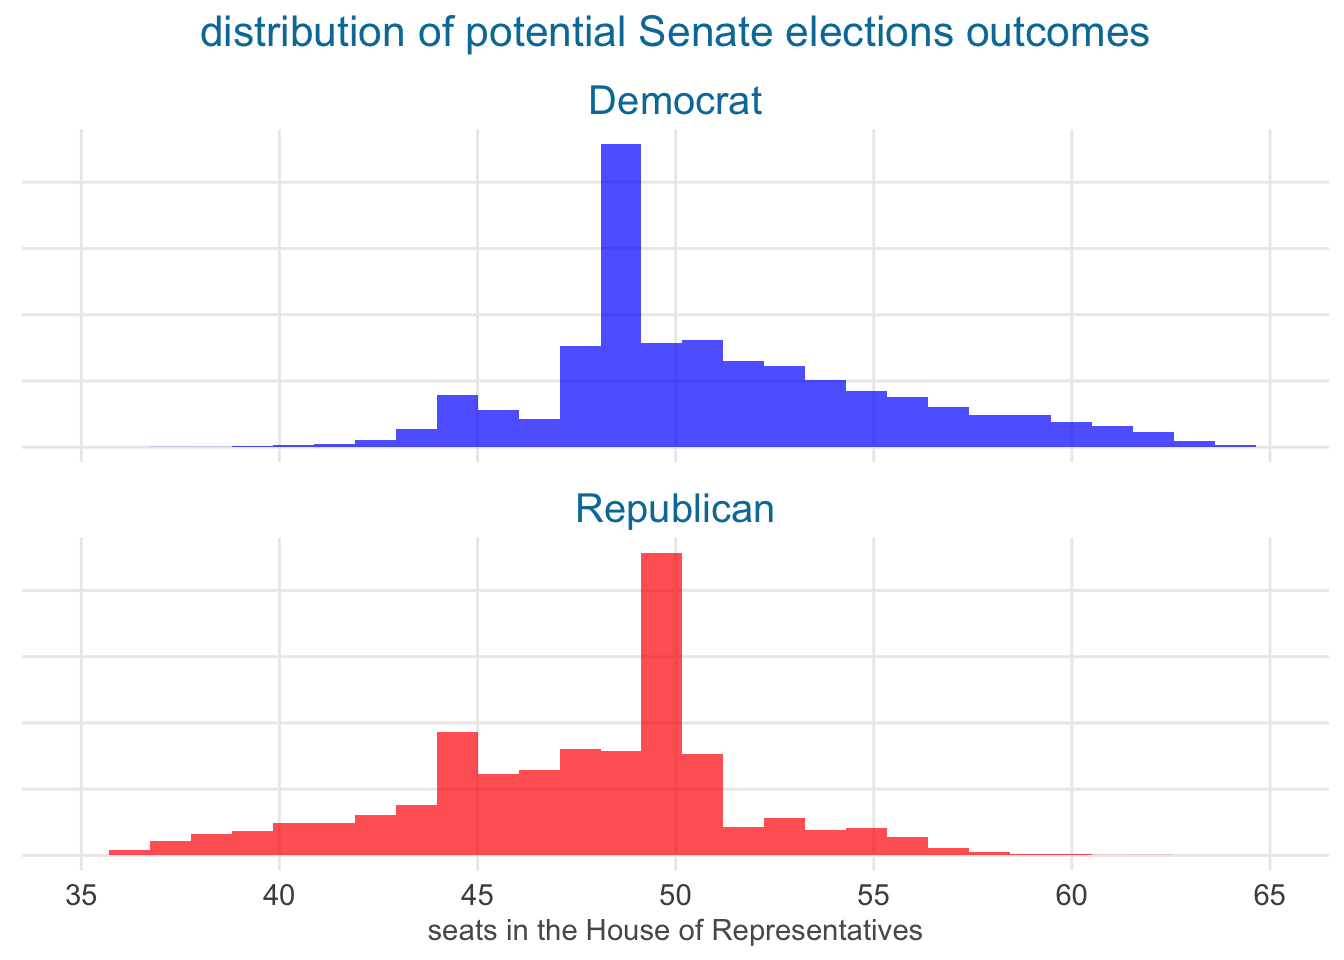 distribution of potential Senate elections outcomes
Democrat
Republican
35 40 45 50 55 60 65
seats in the House of Representatives